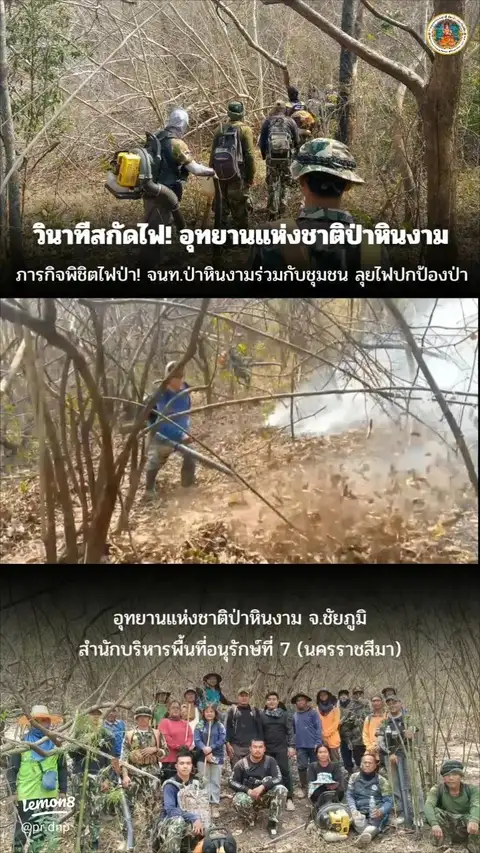 วินาทีสกัดไฟ! อุทยานแห่งชาติป่าหินงาม
ภารกิจพิชิตไฟป่า! จนท.ป่าหินงามร่วมกับชุมชน ลุยไฟปกป้องป่า
อุทยานแห่งชาติป่าหินงาม จ.ชัยภูมิ
สำนักบริหารพื้นที่อนุรักษ์ที่ 7 (นครราชสีมา)
lemon8
@pr.dnp